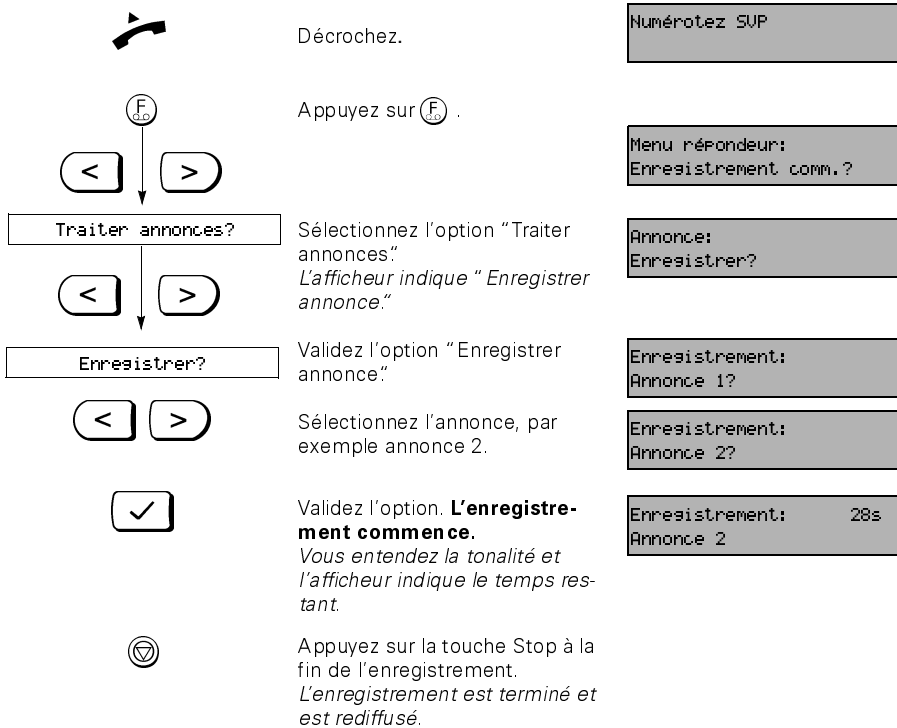 Décrochez.
Numérotez SVP
F
Appuyez sur F .
Menu répondeur:
Enregistrement comm.?
< >
Traiter annonces?
Sélectionnez l'option "Traiter
annonces".
L'afficheur indique "Enregistrer
annonce".
Annonce:
Enregistrer?
< >
Enregistrer?
Validez l'option "Enregistrer
annonce".
Enregistrement:
Annonce 1?
< >
Sélectionnez l'annonce, par
exemple annonce 2.
Enregistrement:
Annonce 2?
✓
Validez l'option. L'enregistre-
ment commence.
Vous entendez la tonalité et
l'afficheur indique le temps res-
tant.
Enregistrement: 28s
Annonce 2
Appuyez sur la touche Stop à la
fin de l'enregistrement.
L'enregistrement est terminé et
est rediffusé.